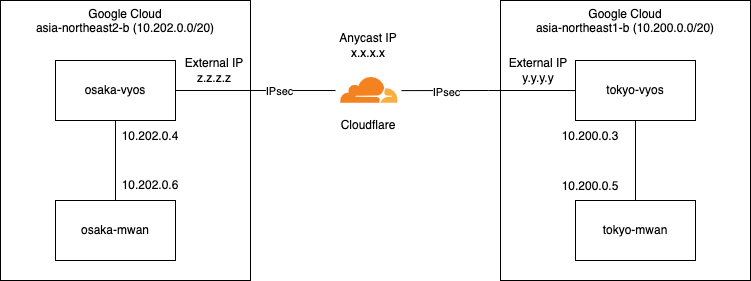 Google Cloud
asia-northeast2-b (10.202.0.0/20)
External IP
z.z.z.z
osaka-vyos
IPsec
10.202.0.4
10.202.0.6
osaka-mwan
Anycast IP
x.x.x.x
Cloudflare
IPsec
Google Cloud
asia-northeast1-b (10.200.0.0/20)
External IP
y.y.y.y
tokyo-vyos
10.200.0.3
10.200.0.5
tokyo-mwan